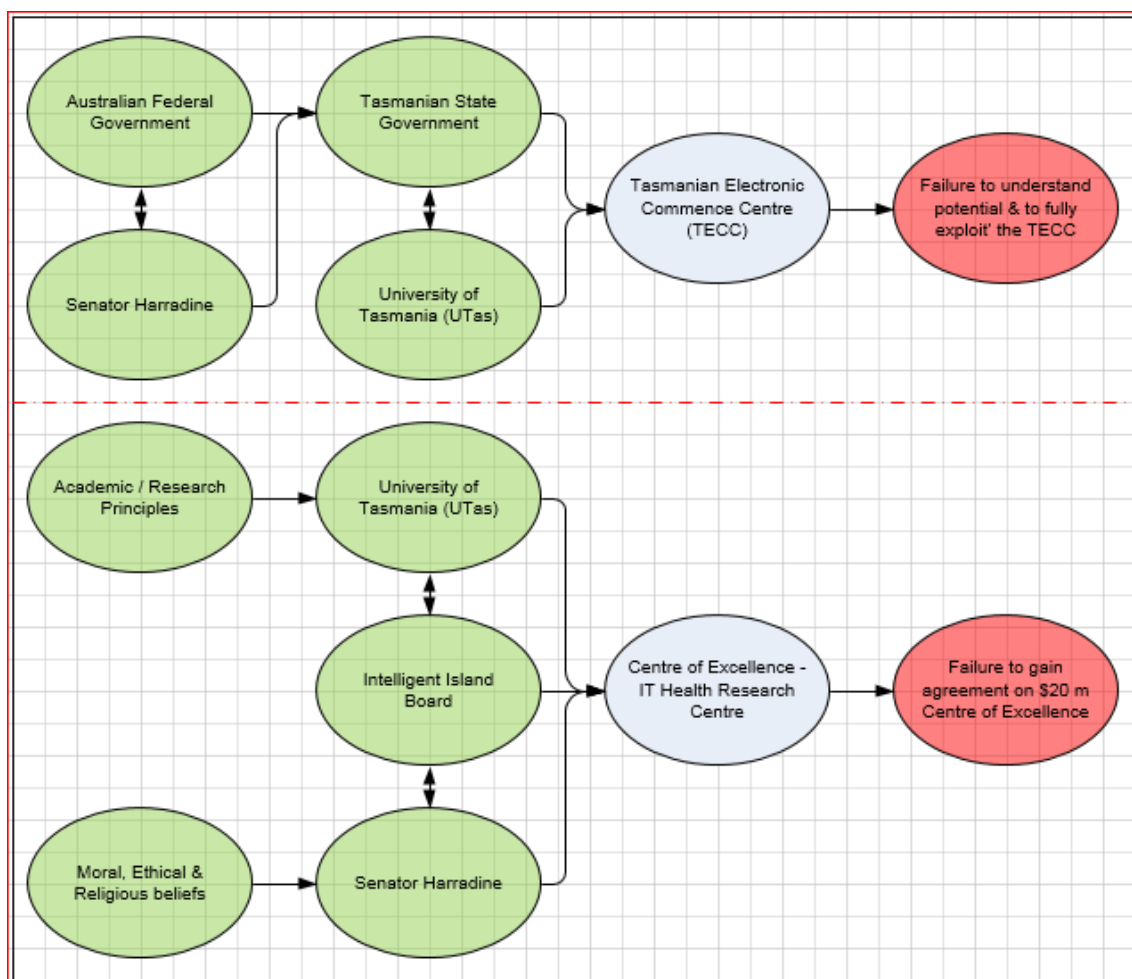 Australian Federal
Government
Tasmanian State
Government
Tasmanian Electronic
Commence Centre
(TECC)
Failure to understand
potential & to fully
exploit' the TECC
Senator Harradine
University of
Tasmania (UTas)
Academic / Research
Principles
University of
Tasmania (UTas)
Intelligent Island
Board
Centre of Excellence -
IT Health Research
Centre
Failure to gain
agreement on $20 m
Centre of Excellence
Moral, Ethical &
Religious beliefs
Senator Harradine